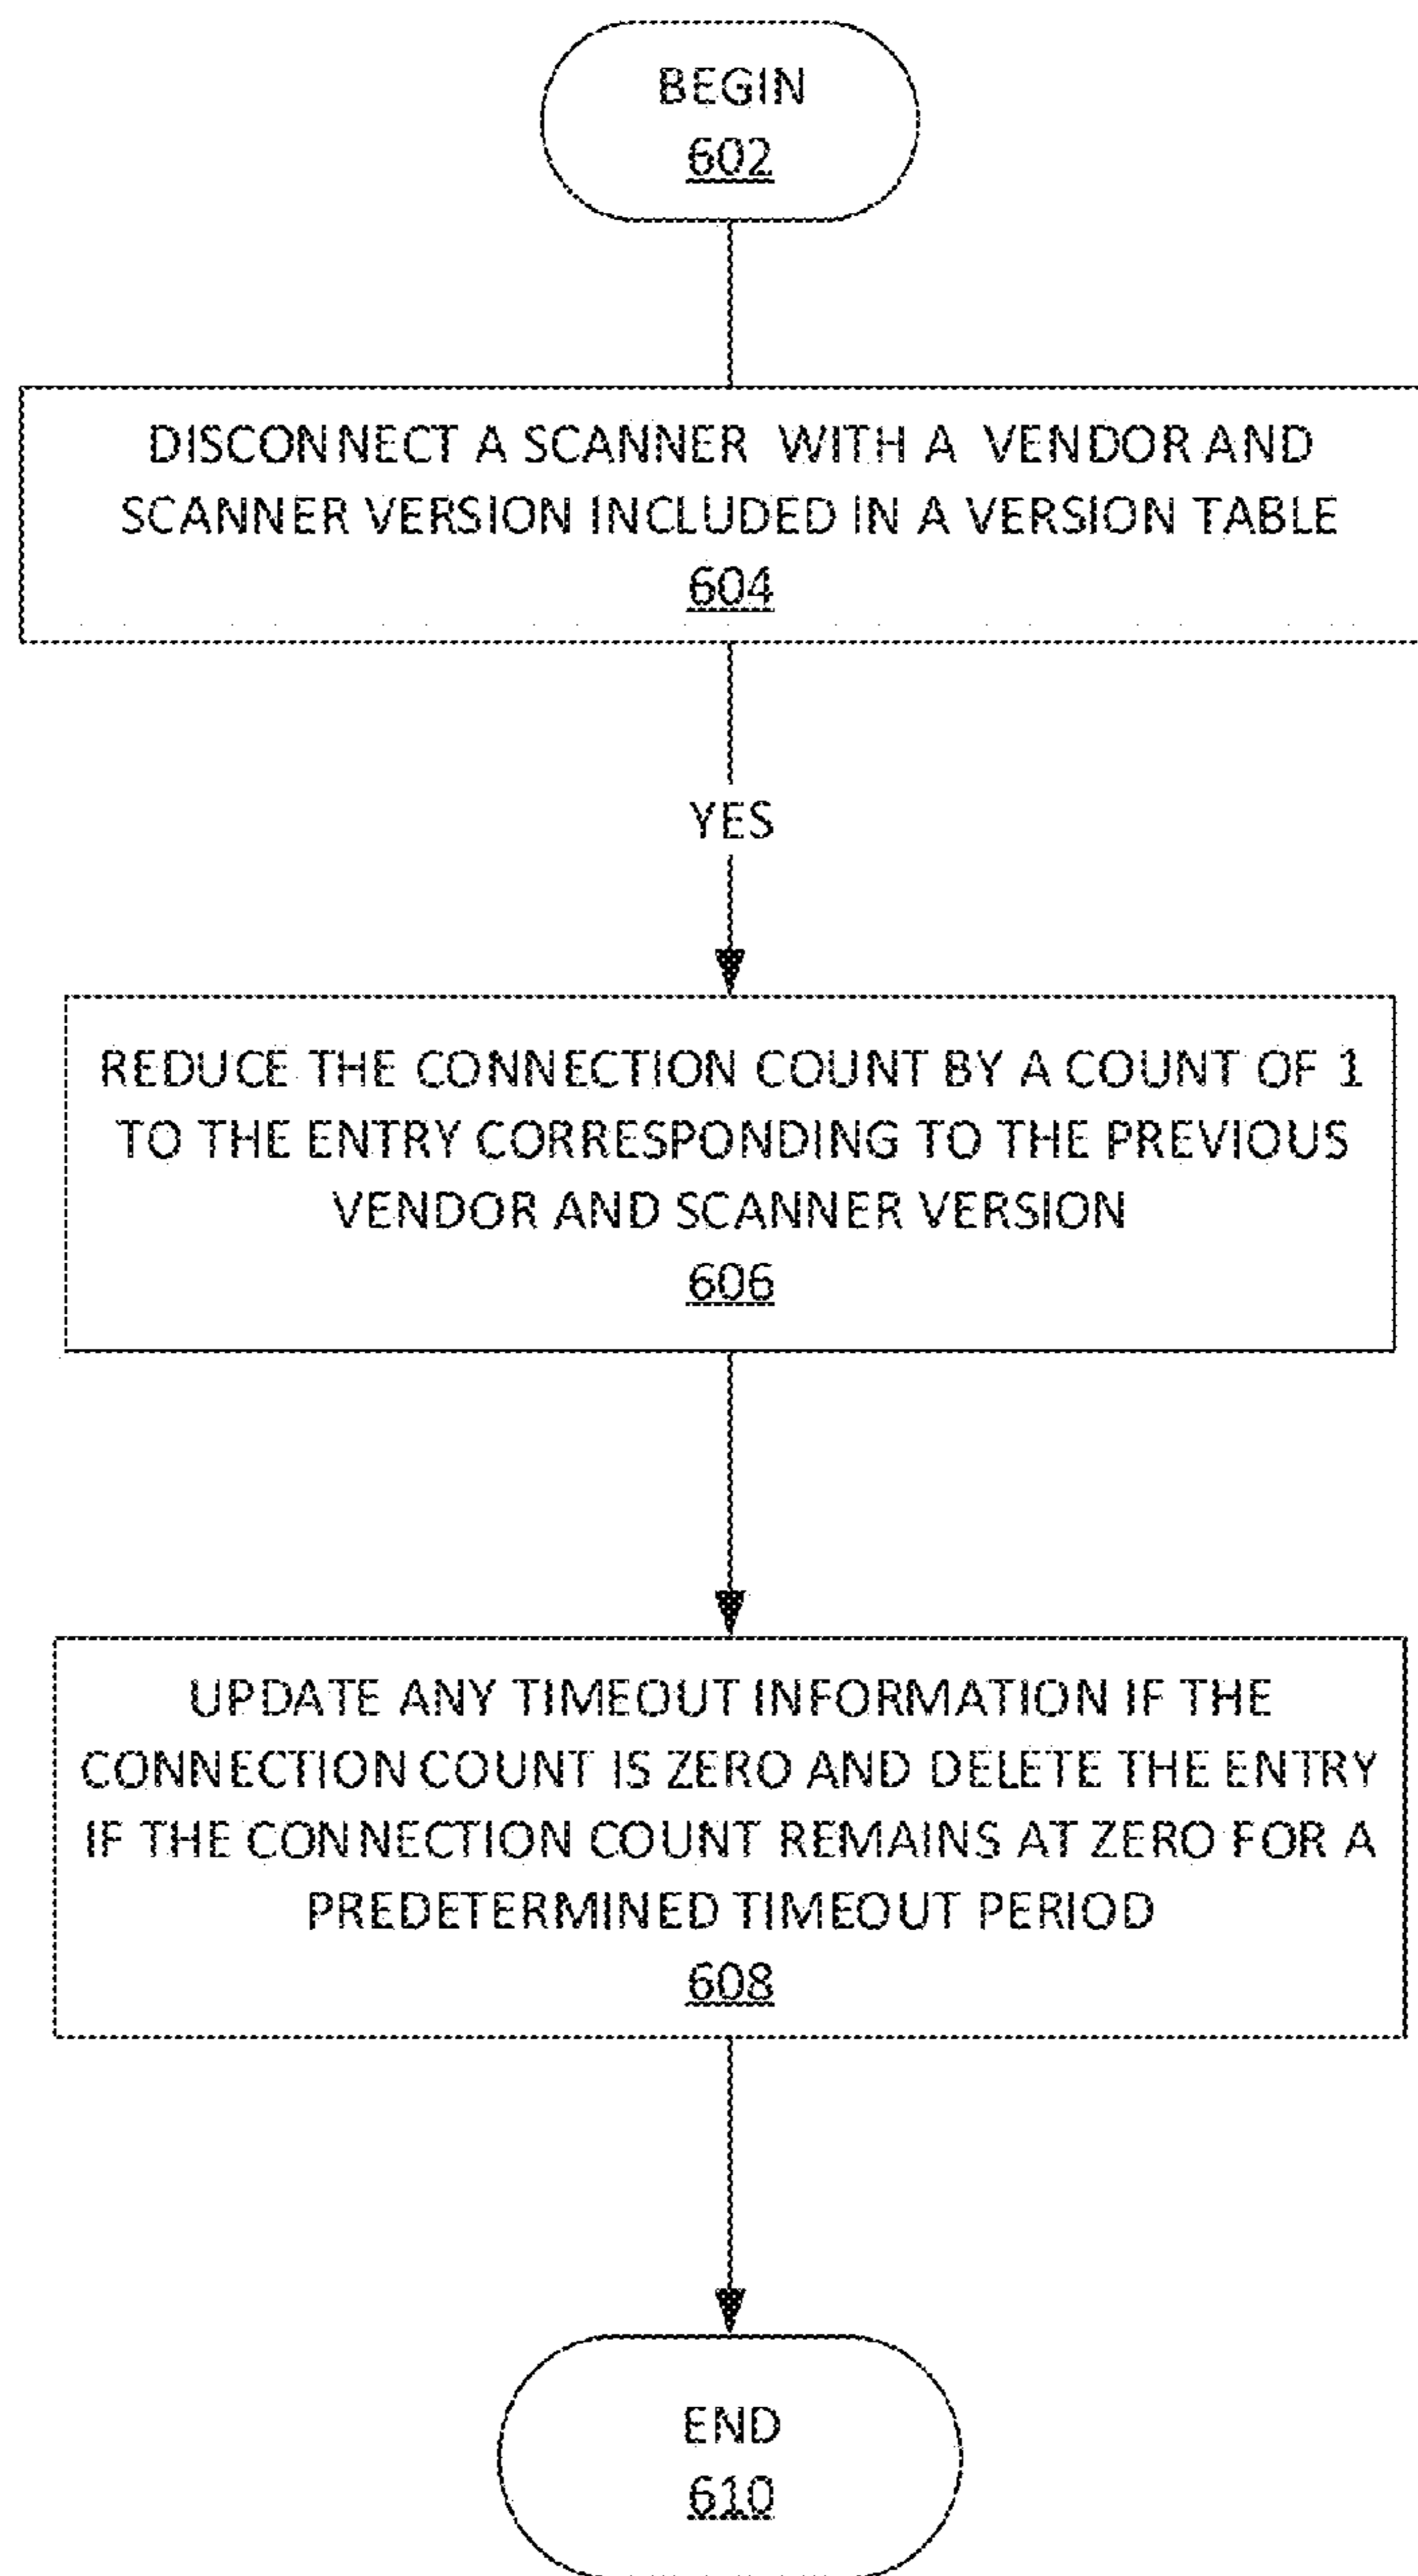 BEGIN
602
DISCONNECT A SCANNER WITH A VENDOR AND
SCANNER VERSION INCLUDED IN A VERSION TABLE
604
YES
REDUCE THE CONNECTION COUNT BY A COUNT OF 1
TO THE ENTRY CORRESPONDING TO THE PREVIOUS
VENDOR AND SCANNER VERSION
606
UPDATE ANY TIMEOUT INFORMATION IF THE
CONNECTION COUNT IS ZERO AND DELETE THE ENTRY
IF THE CONNECTION COUNT REMAINS AT ZERO FOR A
PREDETERMINED TIMEOUT PERIOD
608
END
610